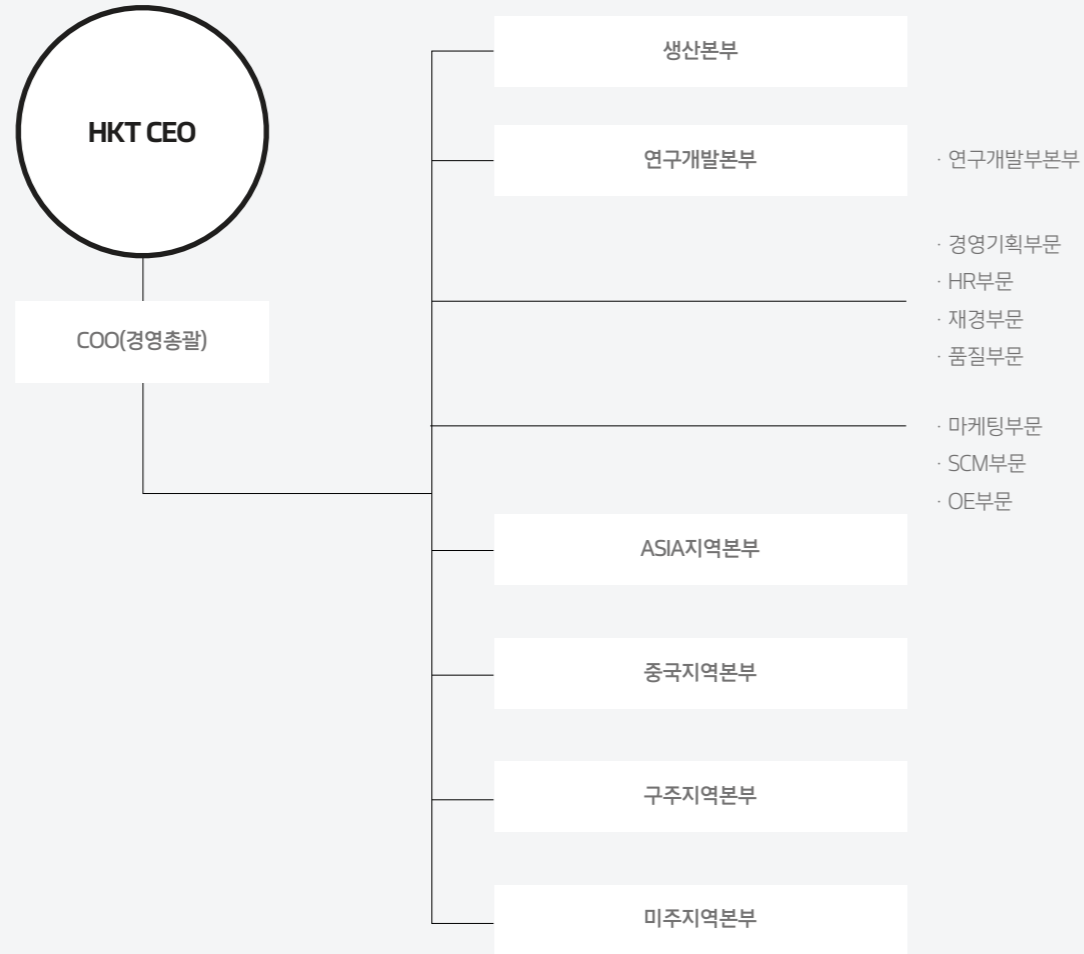 HKT CEO
COO(경영총괄)
생산본부
연구개발본부
· 연구개발부본부
· 경영기획부문
· HR부문
· 재경부문
· 품질부문
· 마케팅부문
· SCM부문
· OE부문
ASIA지역본부
중국지역본부
구주지역본부
미주지역본부